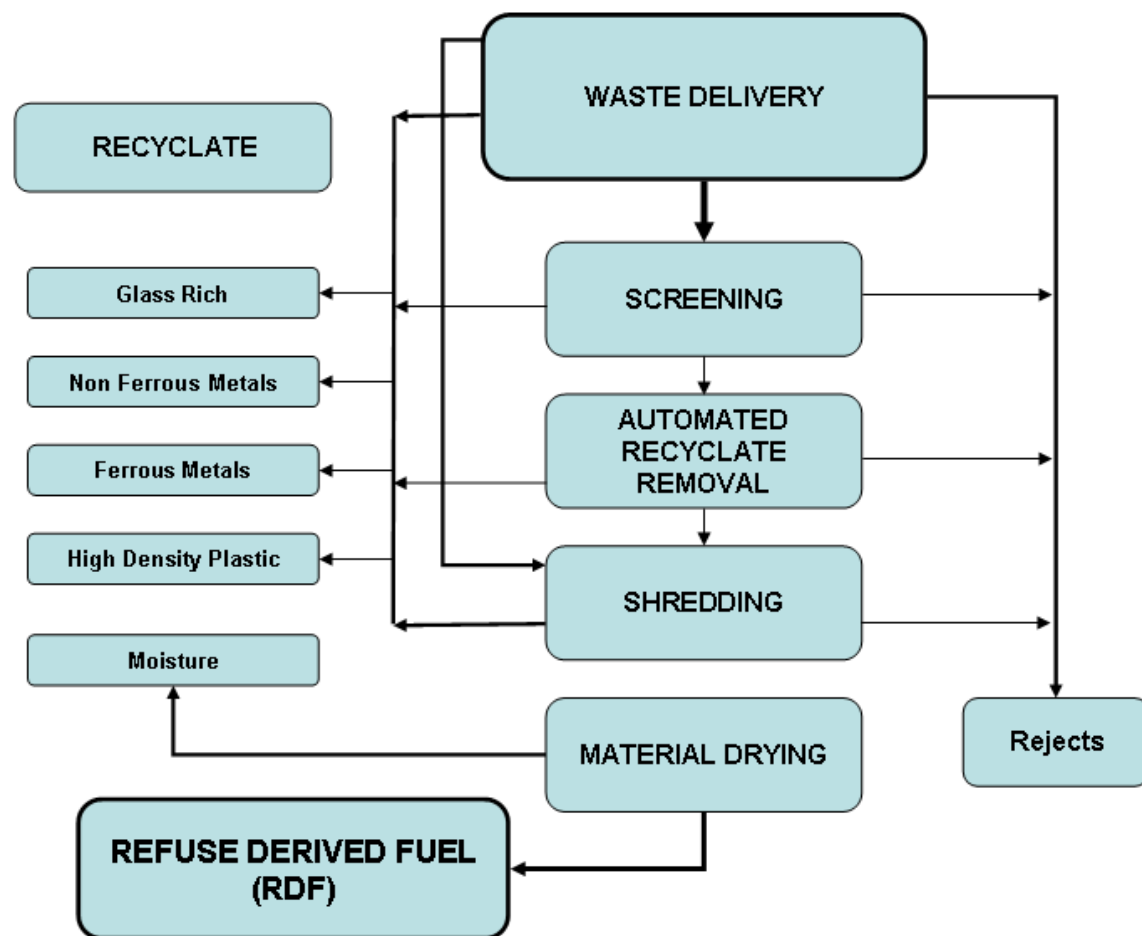 WASTE DELIVERY
RECYCLATE
Glass Rich
SCREENING
Non Ferrous Metals
AUTOMATED
RECYCLATE
REMOVAL
Ferrous Metals
High Density Plastic
SHREDDING
Moisture
MATERIAL DRYING
Rejects
REFUSE DERIVED FUEL
(RDF)